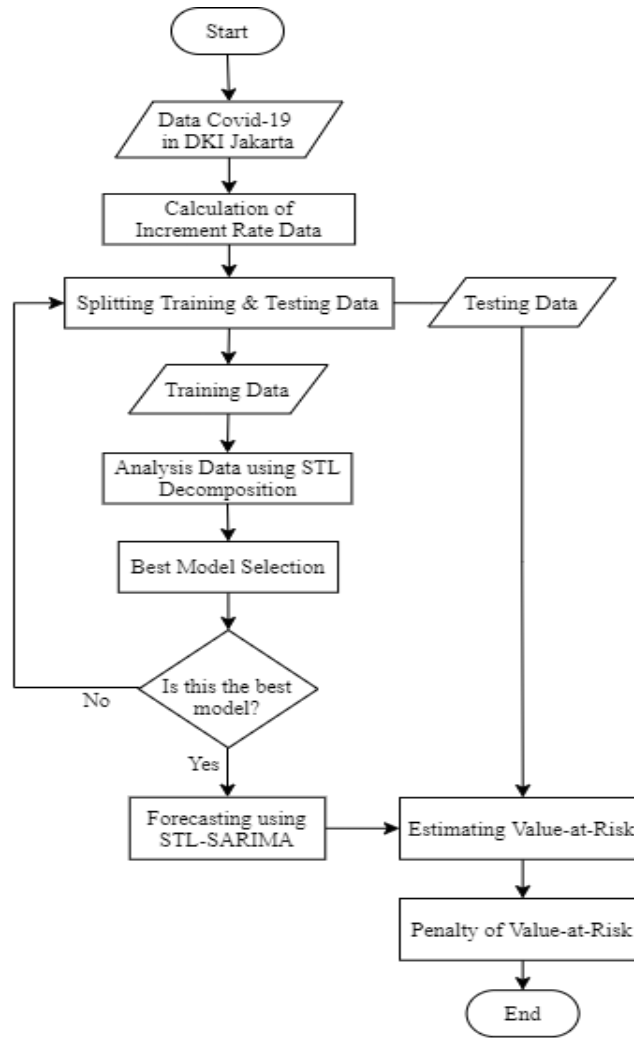 Start
Data Covid-19
in DKI Jakarta
Calculation of
Increment Rate Data
Splitting Training & Testing Data
Testing Data
Training Data
Analysis Data using STL
Decomposition
Best Model Selection
Is this the best
model?
No
Yes
Forecasting using
STL-SARIMA
Estimating Value-at-Risk
Penalty of Value-at-Risk
End